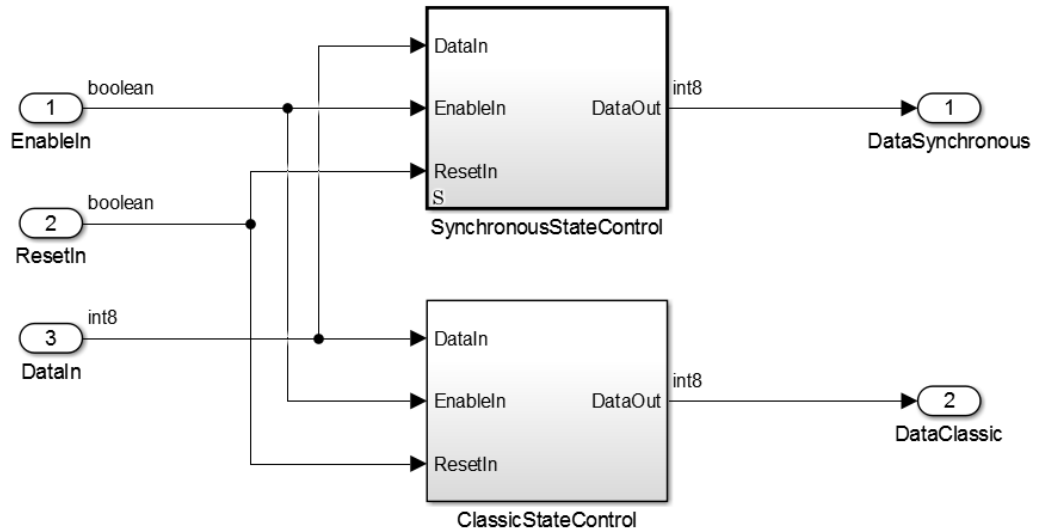 DataIn
boolean
1
EnableIn
EnableIn
DataOut
int8
1
DataSynchronous
boolean
2
ResetIn
ResetIn
S
SynchronousStateControl
int8
3
DataIn
DataIn
EnableIn
DataOut
int8
2
DataClassic
ResetIn
ClassicStateControl